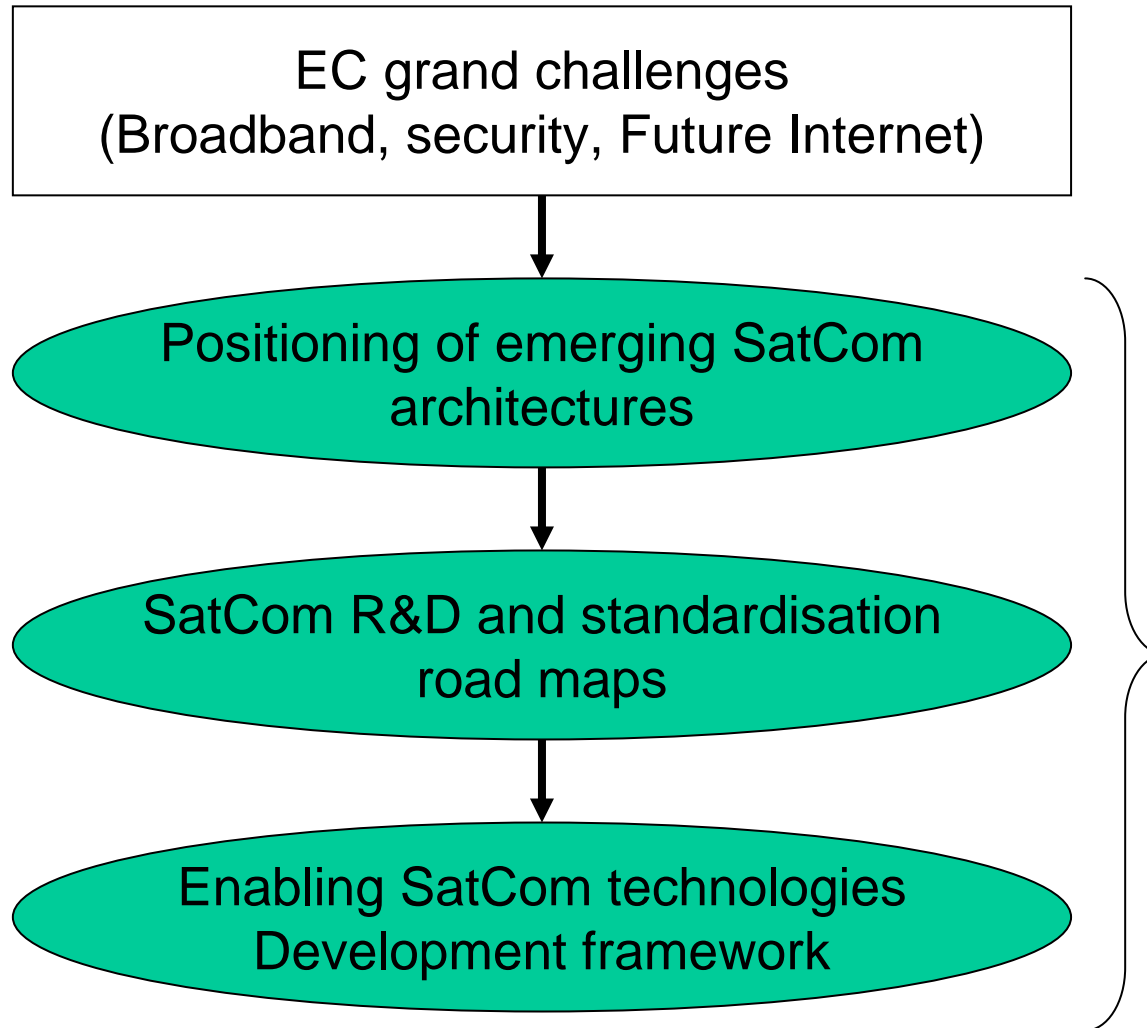 EC grand challenges
(Broadband, security, Future Internet)
Positioning of emerging SatCom
architectures
SatCom R&D and standardisation
road maps
Enabling SatCom technologies
Development framework